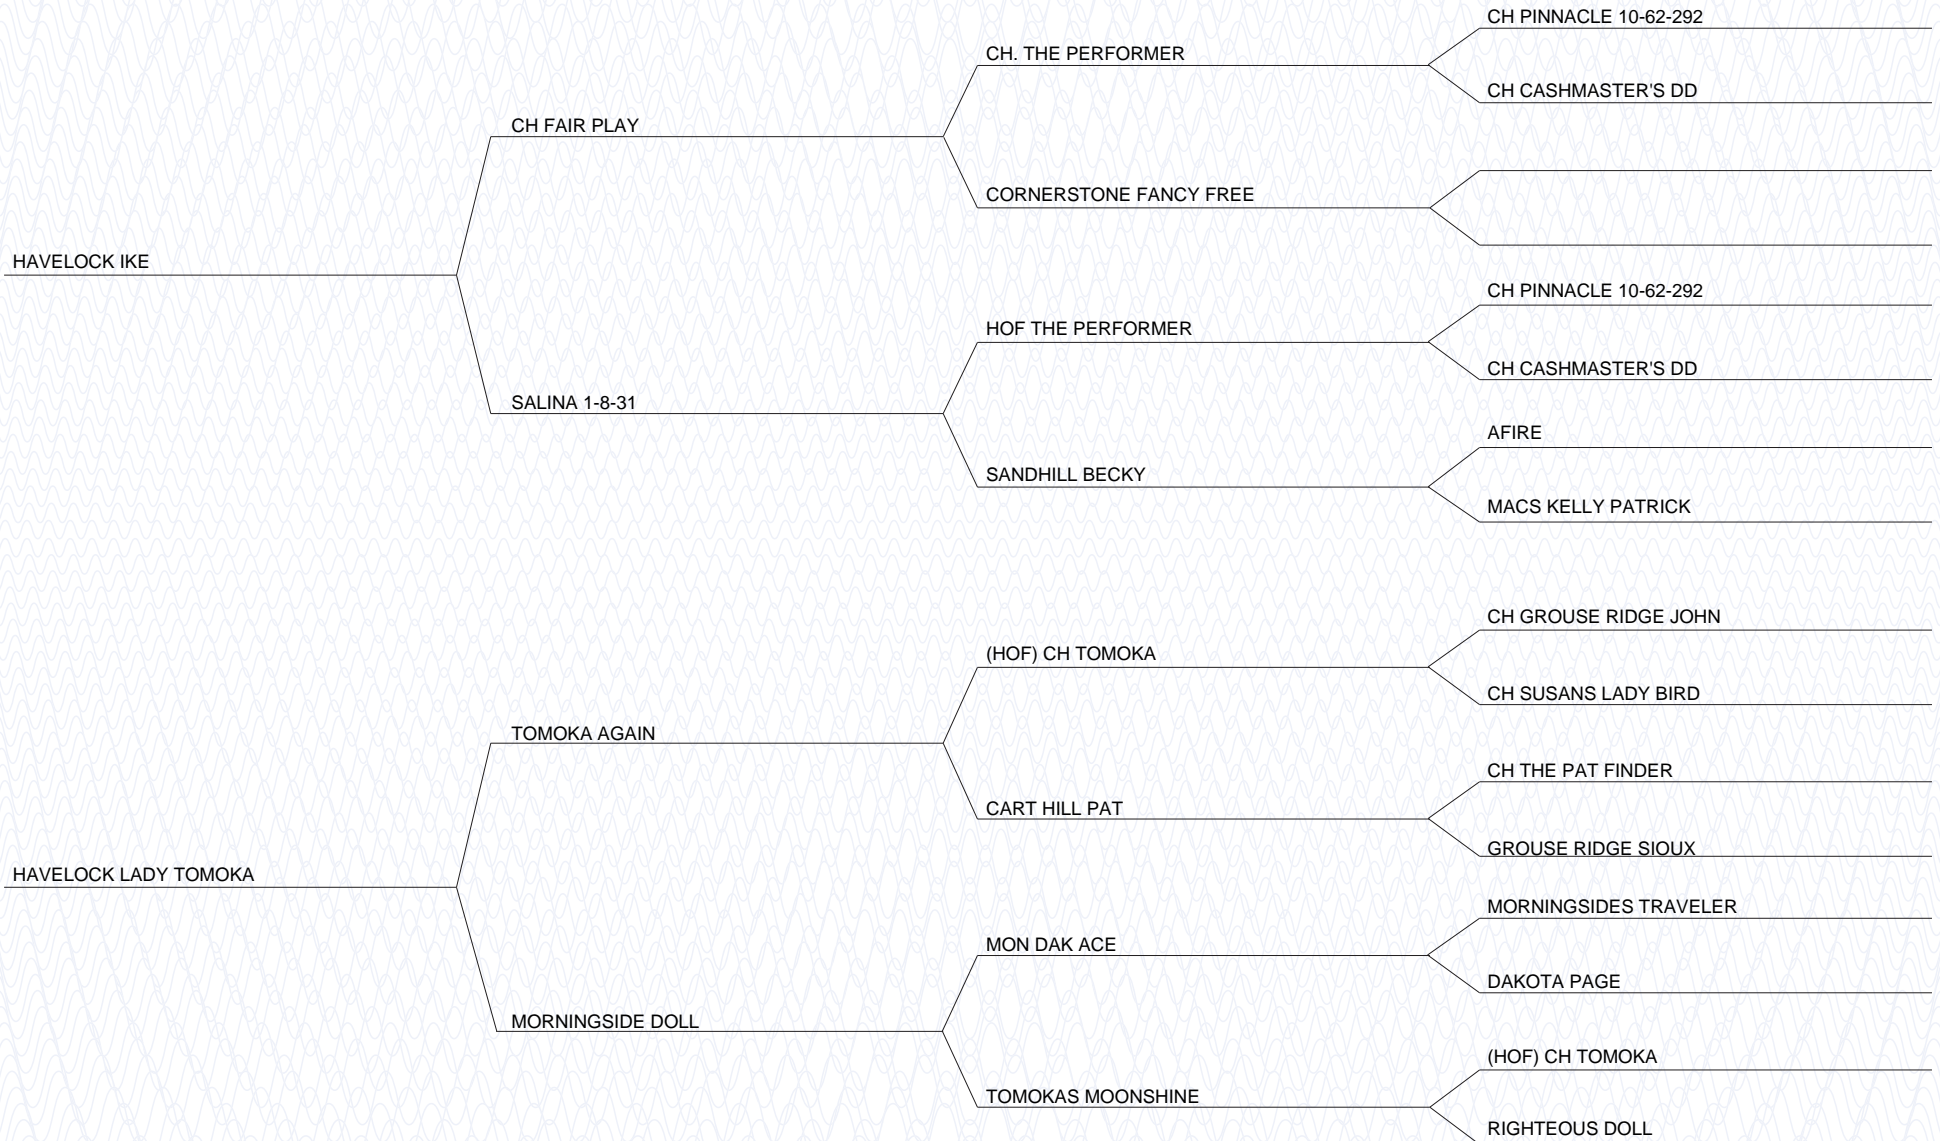 CH PINNACLE 10-62-292
CH. THE PERFORMER
CH CASHMASTER'S DD
CH FAIR PLAY
CORNERSTONE FANCY FREE
HAVELOCK IKE
CH PINNACLE 10-62-292
HOF THE PERFORMER
CH CASHMASTER'S DD
SALINA 1-8-31
AFIRE
SANDHILL BECKY
MACS KELLY PATRICK
CH GROUSE RIDGE JOHN
(HOF) CH TOMOKA
CH SUSANS LADY BIRD
TOMOKA AGAIN
CH THE PAT FINDER
CART HILL PAT
GROUSE RIDGE SIOUX
HAVELOCK LADY TOMOKA
MORNINGSIDES TRAVELER
MON DAK ACE
DAKOTA PAGE
MORNINGSIDE DOLL
(HOF) CH TOMOKA
TOMOKAS MOONSHINE
RIGHTEOUS DOLL